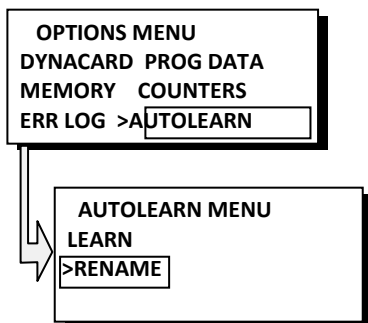 OPTIONS MENU
DYNACARD PROG DATA
MEMORY COUNTERS
ERR LOG >AUTOLEARN
AUTOLEARN MENU
LEARN
>RENAME